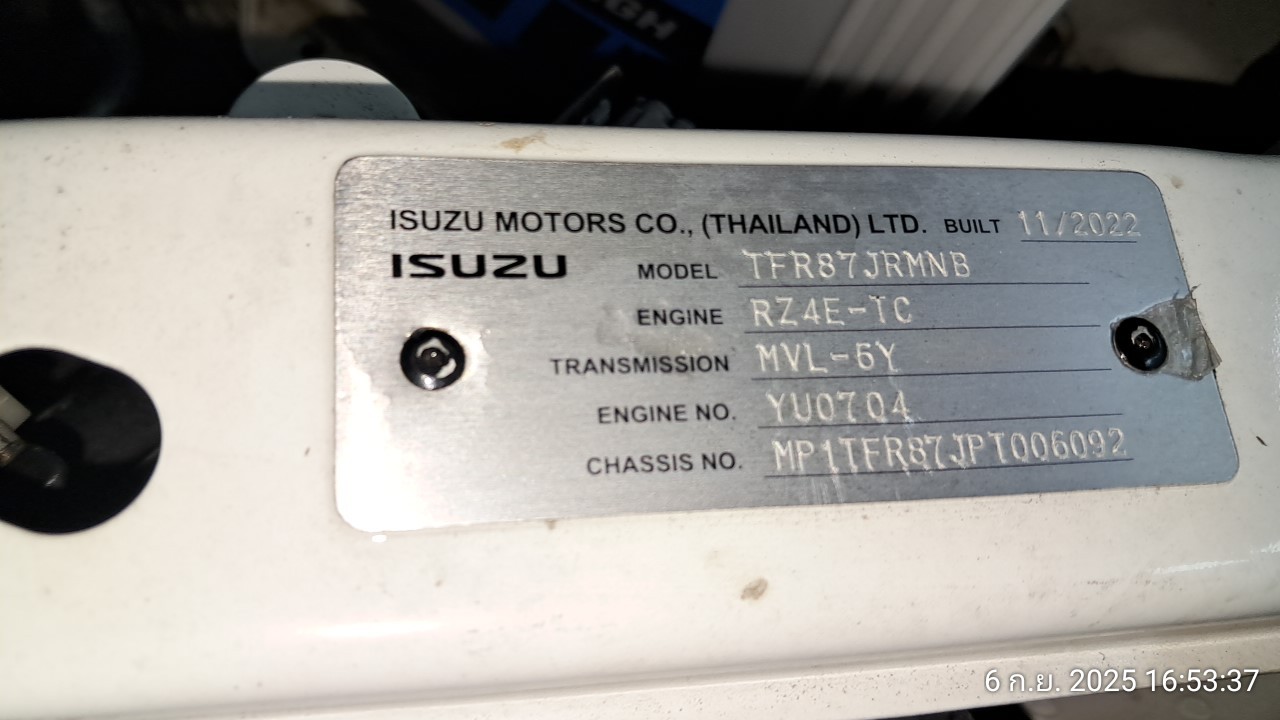 UGH
ISUZU MOTORS CO., (THAILAND) LTD. BUILT 11/2022
ISUZU MODEL TFR87JRMNB
ENGINE RZ4E-TC
TRANSMISSION MVL-6Y
ENGINE NO. YU0704
CHASSIS NO. MP1TFR87JPT006092
6 ก.ย. 2025 16:53:37